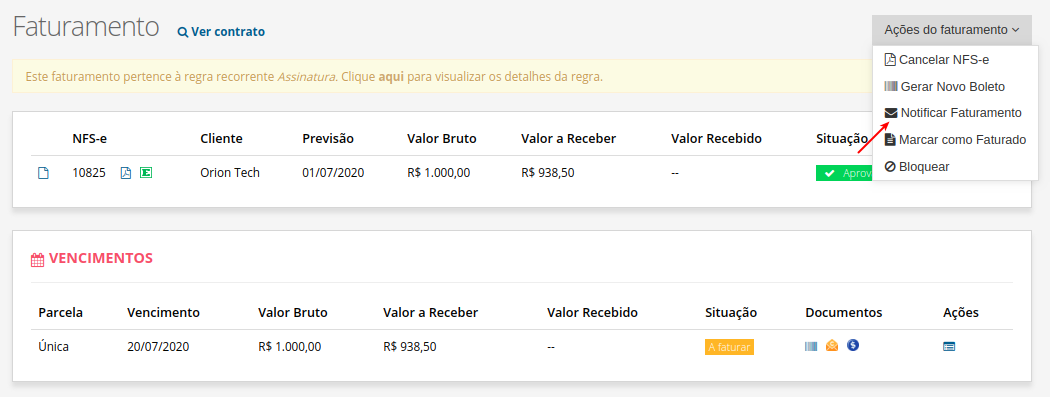 Faturamento Ver contrato
Ações do faturamento
Cancelar NFS-e
Gerar Novo Boleto
Notificar Faturamento
Marcar como Faturado
Bloquear
Este faturamento pertence à regra recorrente Assinatura. Clique aqui para visualizar os detalhes da regra.
NFS-e Cliente Previsão Valor Bruto Valor a Receber Valor Recebido Situação
10825 Orion Tech 01/07/2020 R$ 1.000,00 R$ 938,50 -- Aprov
VENCIMENTOS
Parcela Vencimento Valor Bruto Valor a Receber Valor Recebido Situação Documentos Ações
Única 20/07/2020 R$ 1.000,00 R$ 938,50 -- A faturar